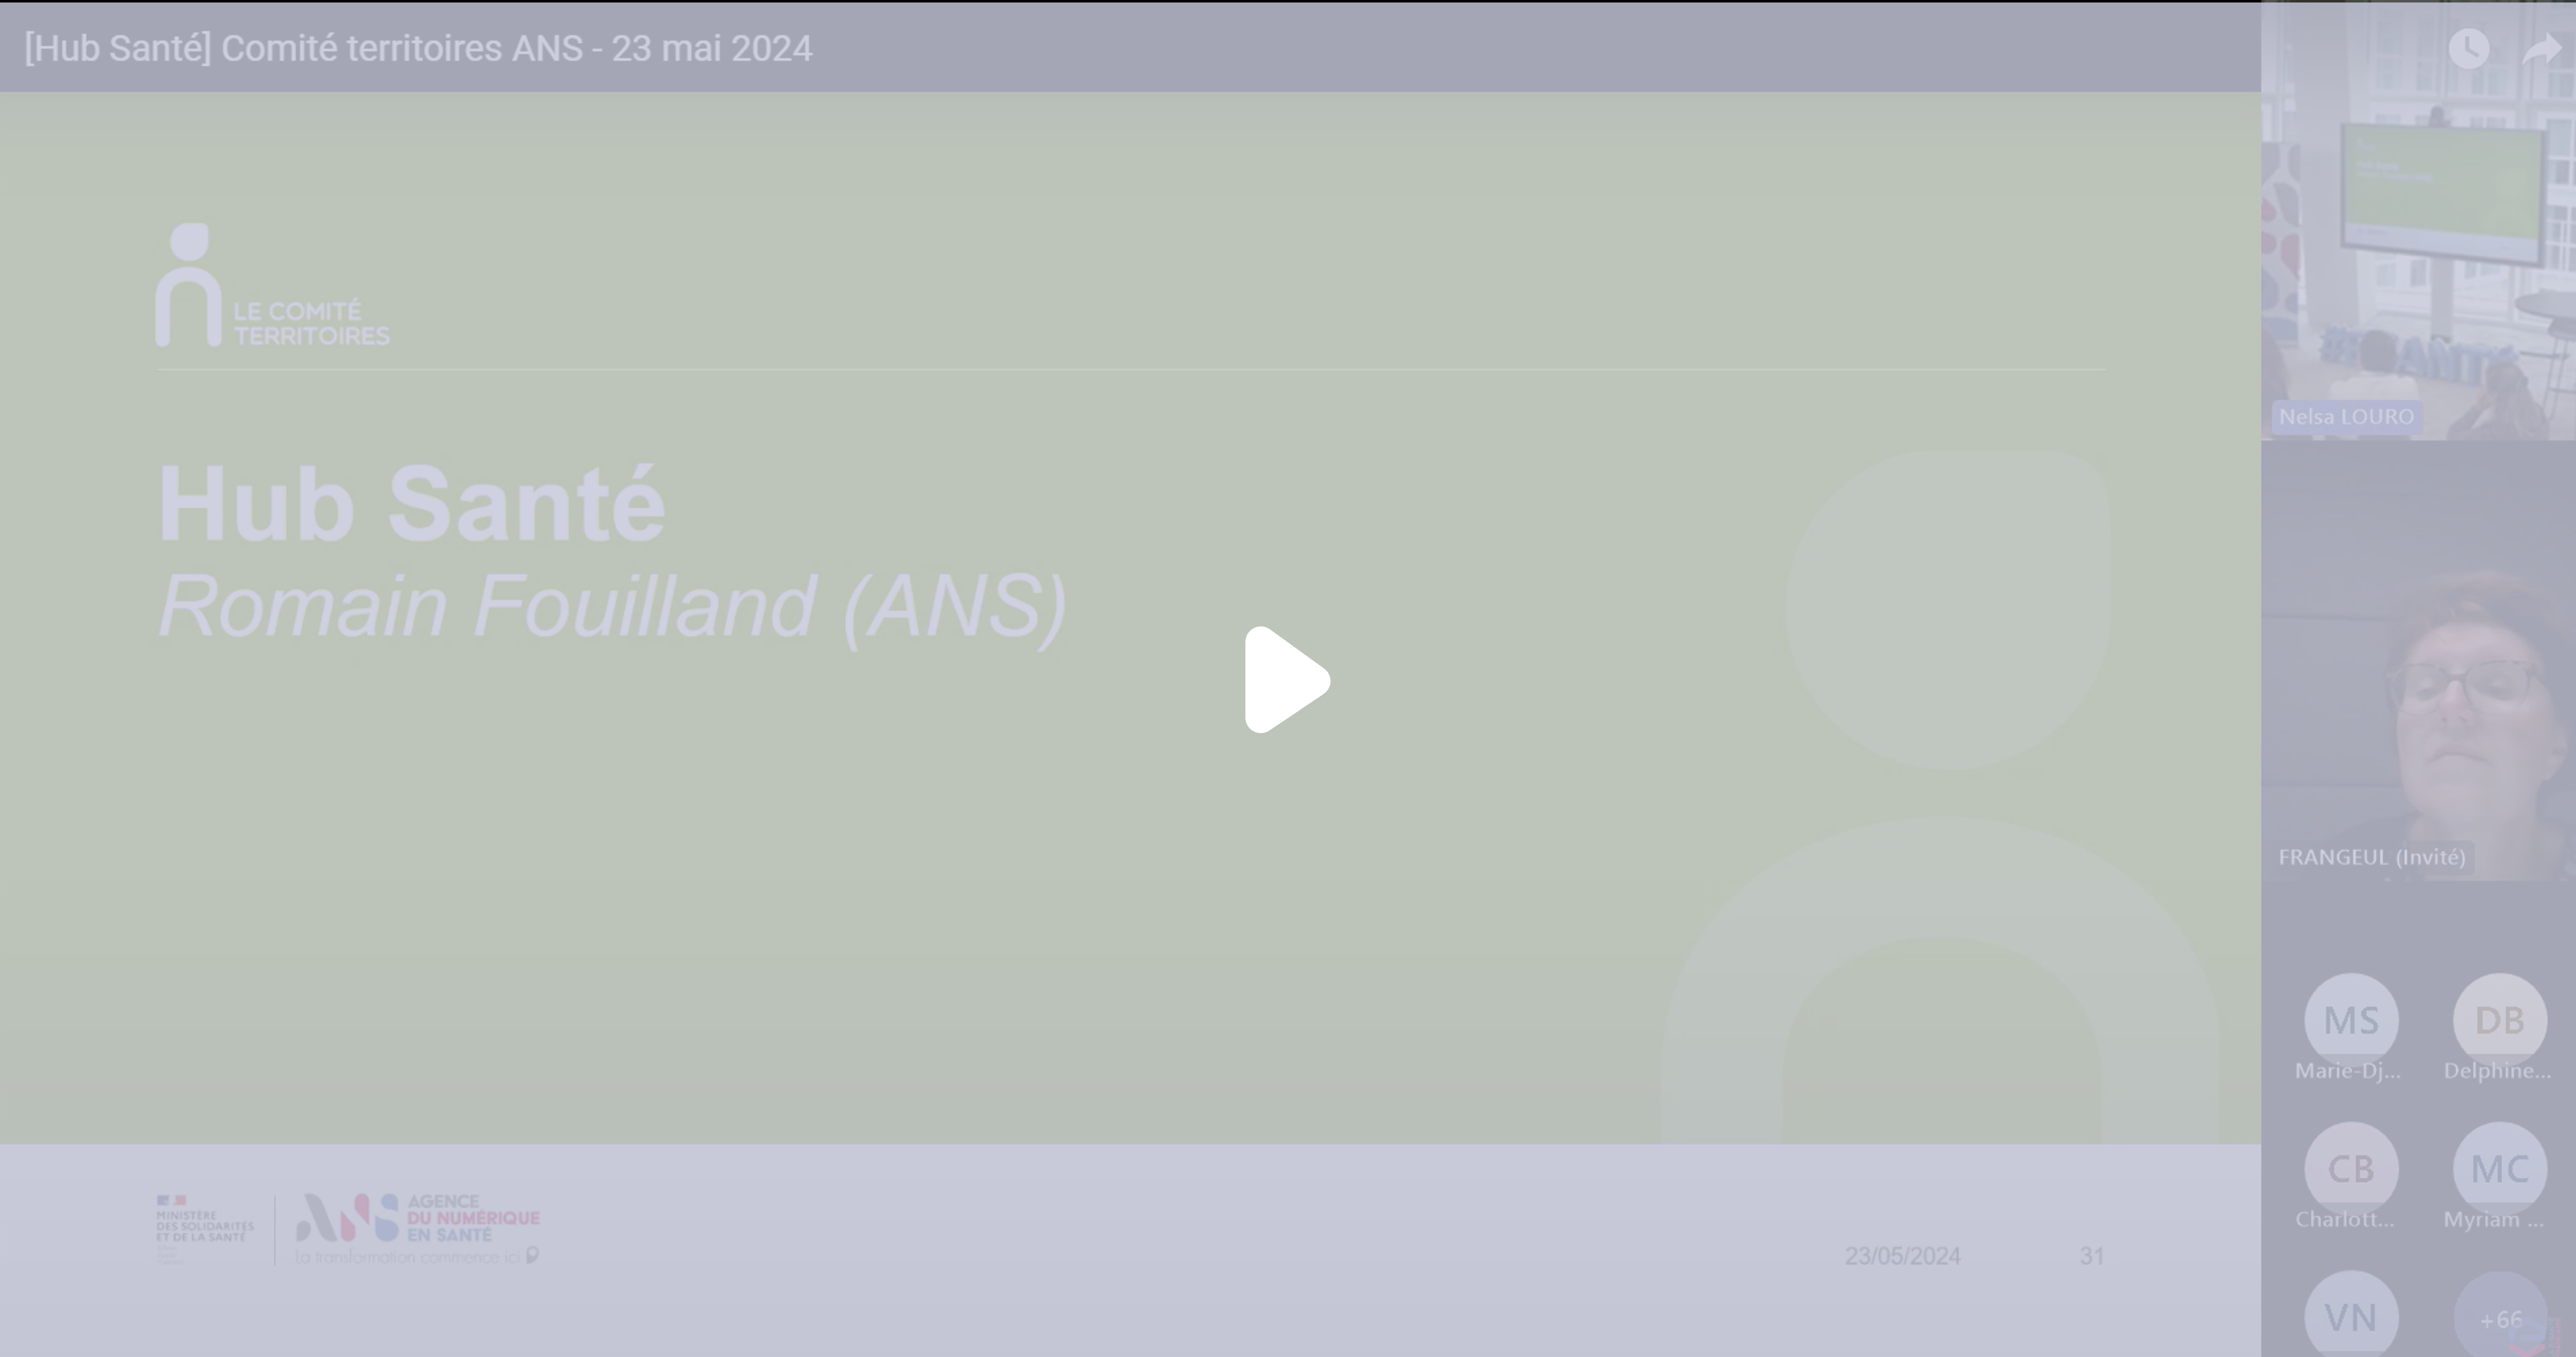 [Hub Santé] Comité territoires ANS - 23 mai 2024
LE COMITÉ
TERRITOIRES
Hub Santé
Romain Fouilland (ANS)
MINISTÈRE
DES SOLIDARITÉS
ET DE LA SANTÉ
ANS
AGENCE
DU NUMÉRIQUE
EN SANTÉ
La transformation commence ici
23/05/2024
31
Nelsa LOURO
FRANGEUL (Invité)
MS
DB
Marie-Dj...
Delphine...
CB
MC
Charlott...
Myriam ...
VN
+66